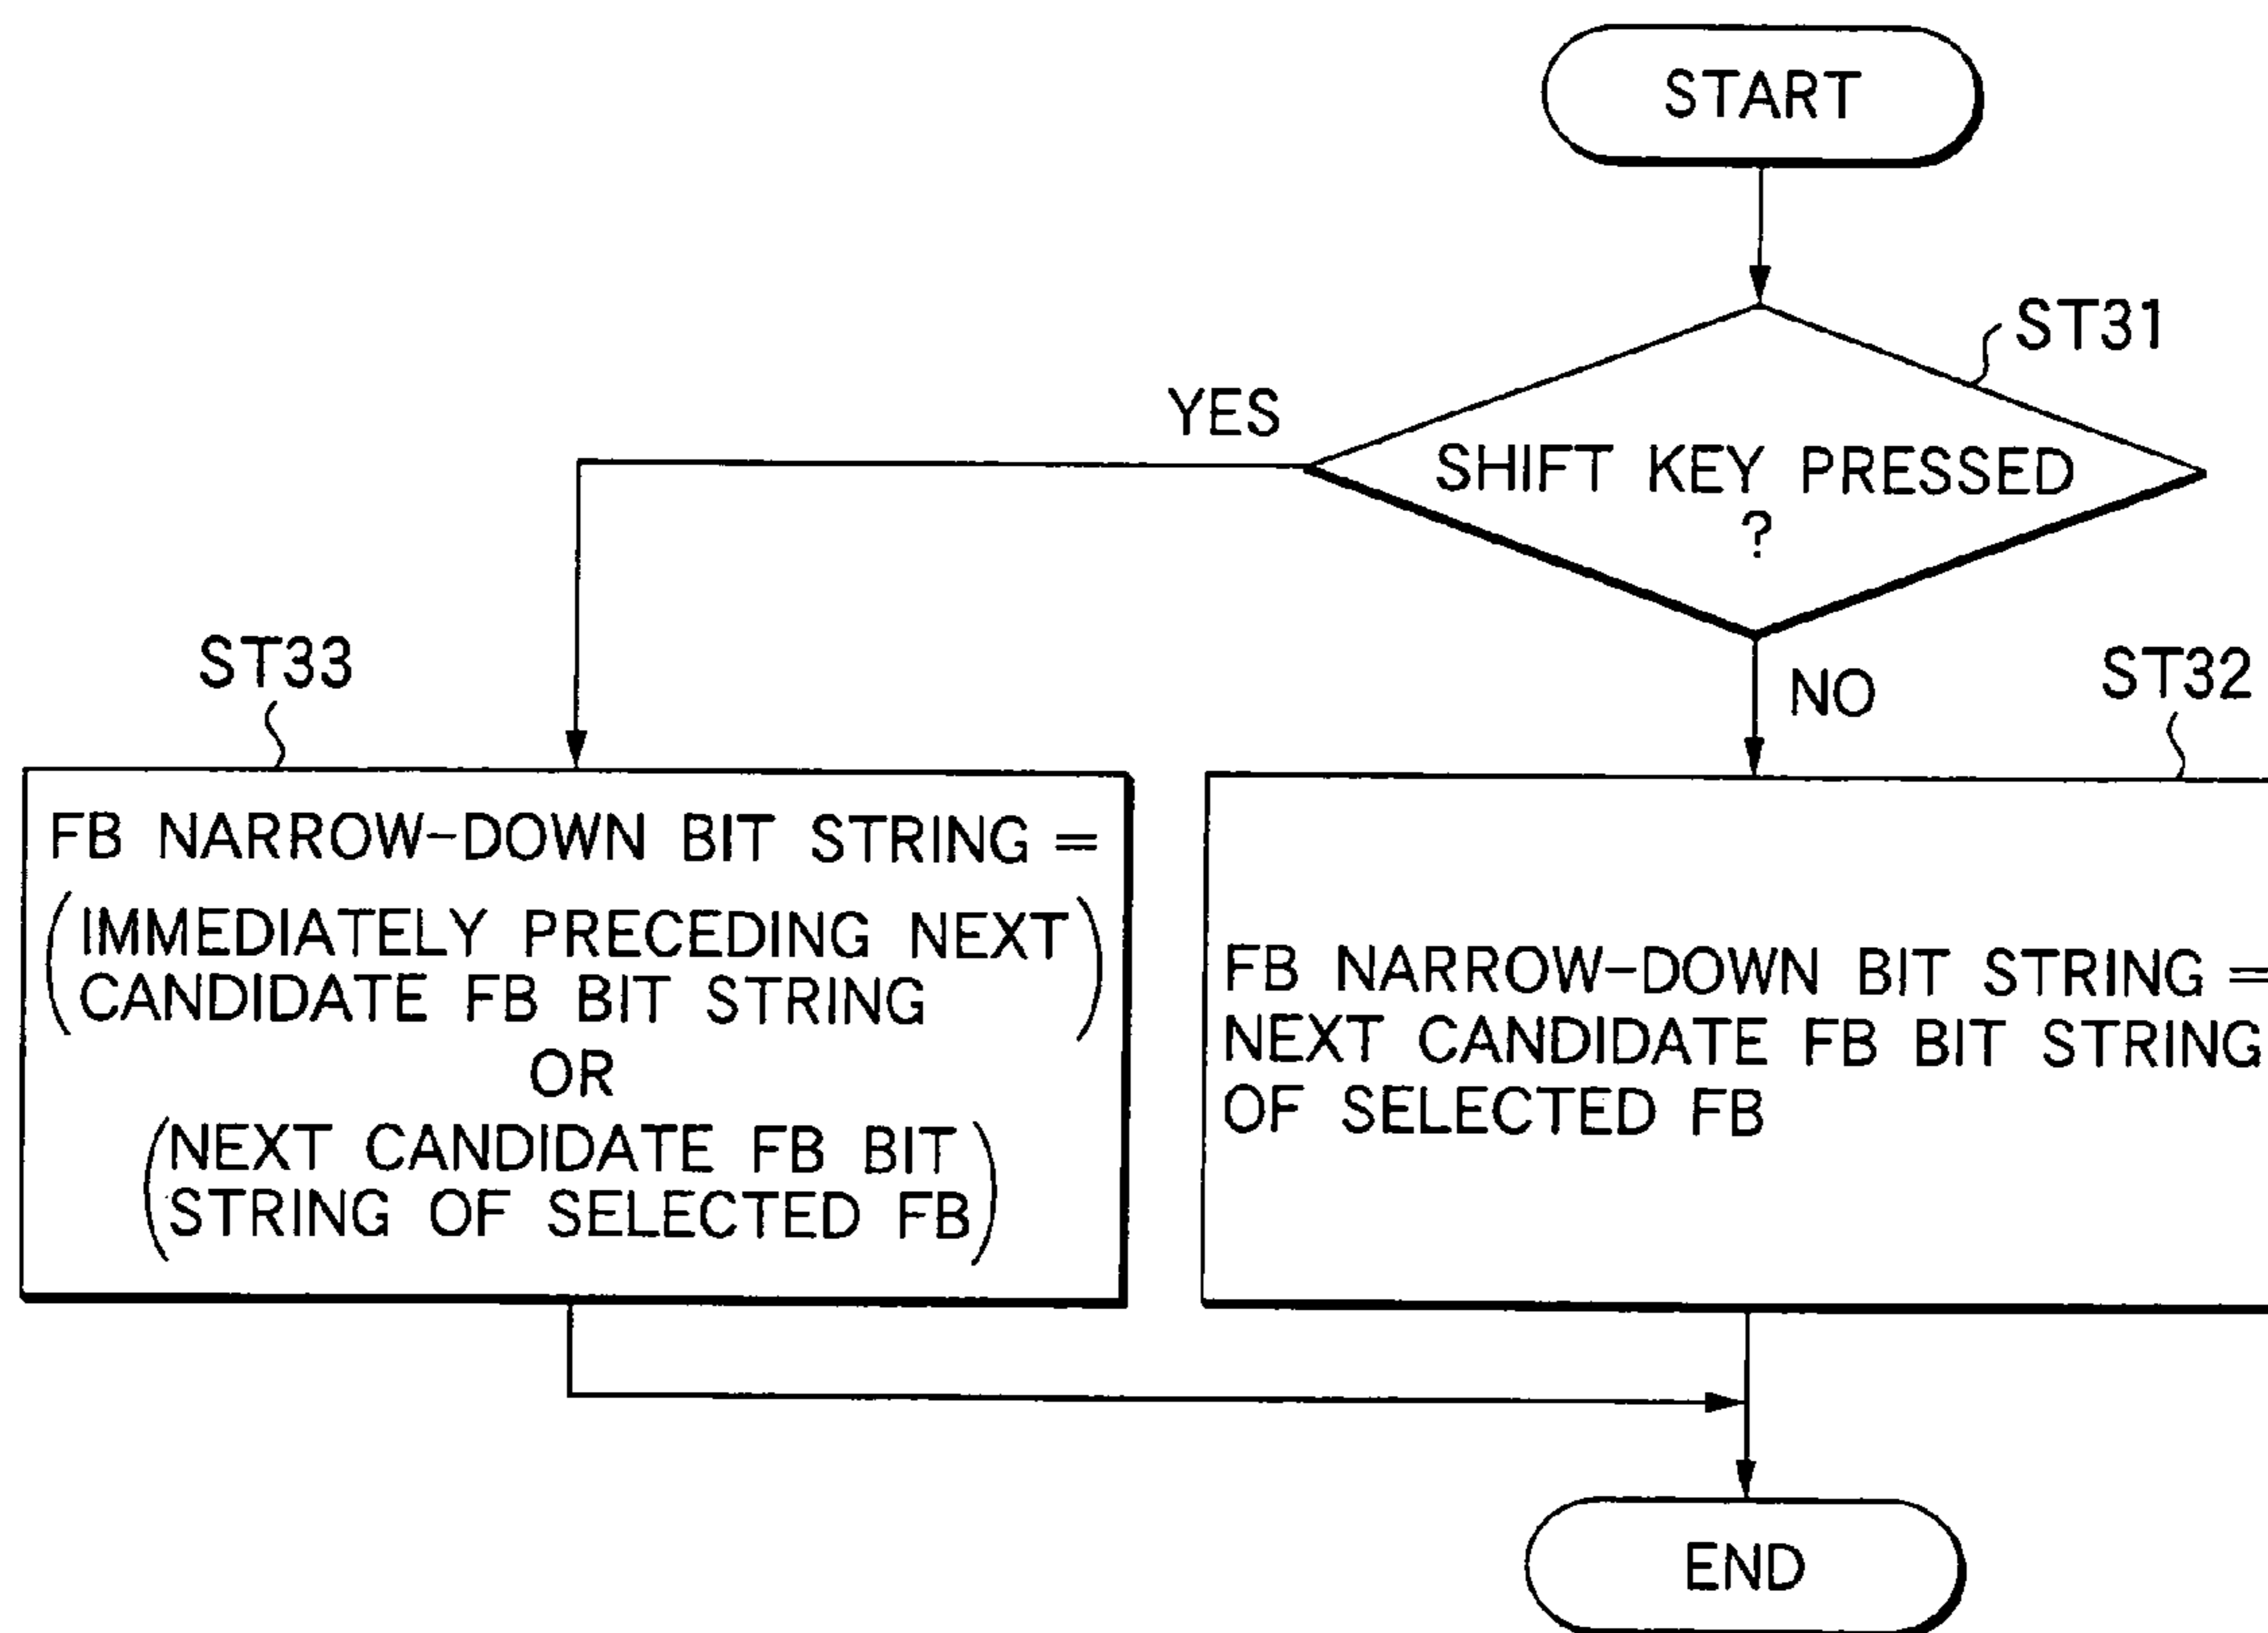 START
ST31
YES
SHIFT KEY PRESSED
?
NO
ST33
ST32
FB NARROW-DOWN BIT STRING =
(IMMEDIATELY PRECEDING NEXT
CANDIDATE FB BIT STRING)
OR
(NEXT CANDIDATE FB BIT
STRING OF SELECTED FB)
FB NARROW-DOWN BIT STRING =
NEXT CANDIDATE FB BIT STRING
OF SELECTED FB
END